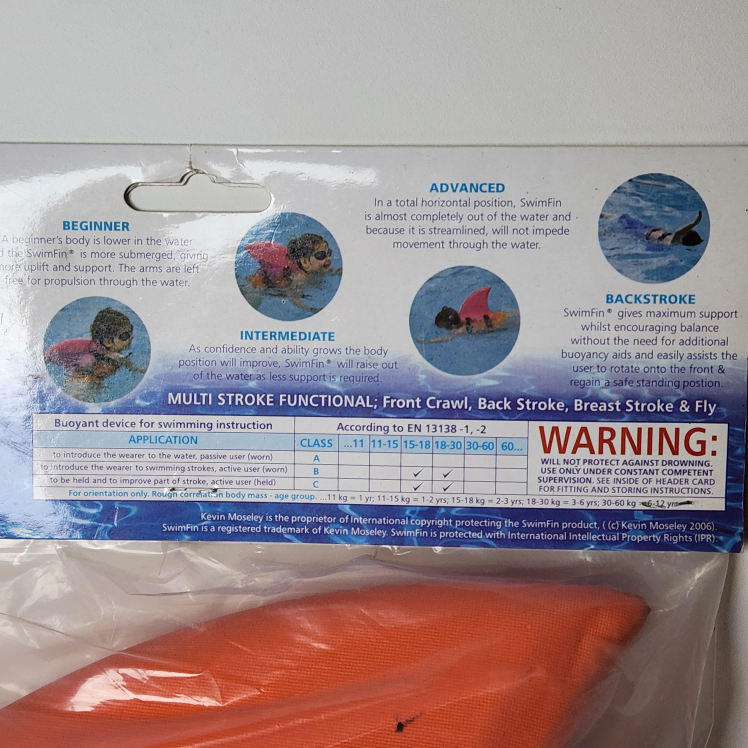 BEGINNER
A beginner's body is lower in the water
the SwimFin® is more submerged, giving
more uplift and support. The arms are left
free for propulsion through the water.
INTERMEDIATE
As confidence and ability grows the body
position will improve, SwimFin® will raise out
of the water as less support is required.
ADVANCED
In a total horizontal position, SwimFin
is almost completely out of the water and
because it is streamlined, will not impede
movement through the water.
BACKSTROKE
SwimFin® gives maximum support
whilst encouraging balance
without the need for additional
buoyancy aids and easily assists the
user to rotate onto the front &
regain a safe standing postion.
MULTI STROKE FUNCTIONAL; Front Crawl, Back Stroke, Breast Stroke & Fly
Buoyant device for swimming instruction According to EN 13138 -1, -2
APPLICATION CLASS ...11 11-15 15-18 18-30 30-60 60...
to introduce the wearer to the water, passive user (worn) A
to introduce the wearer to swimming strokes, active user (worn) B ✓ ✓
to be held and to improve part of stroke, active user (held) C ✓ ✓
For orientation only. Rough correlation body mass - age group. ...11 kg = 1 yr; 11-15 kg = 1-2 yrs; 15-18 kg = 2-3 yrs; 18-30 kg = 3-6 yrs; 30-60 kg = 6-12 yrs
WARNING:
WILL NOT PROTECT AGAINST DROWNING.
USE ONLY UNDER CONSTANT COMPETENT
SUPERVISION. SEE INSIDE OF HEADER CARD
FOR FITTING AND STORING INSTRUCTIONS.
Kevin Moseley is the proprietor of International copyright protecting the SwimFin product, ( (c) Kevin Moseley 2006).
SwimFin is a registered trademark of Kevin Moseley. SwimFin is protected with International Intellectual Property Rights (IPR).